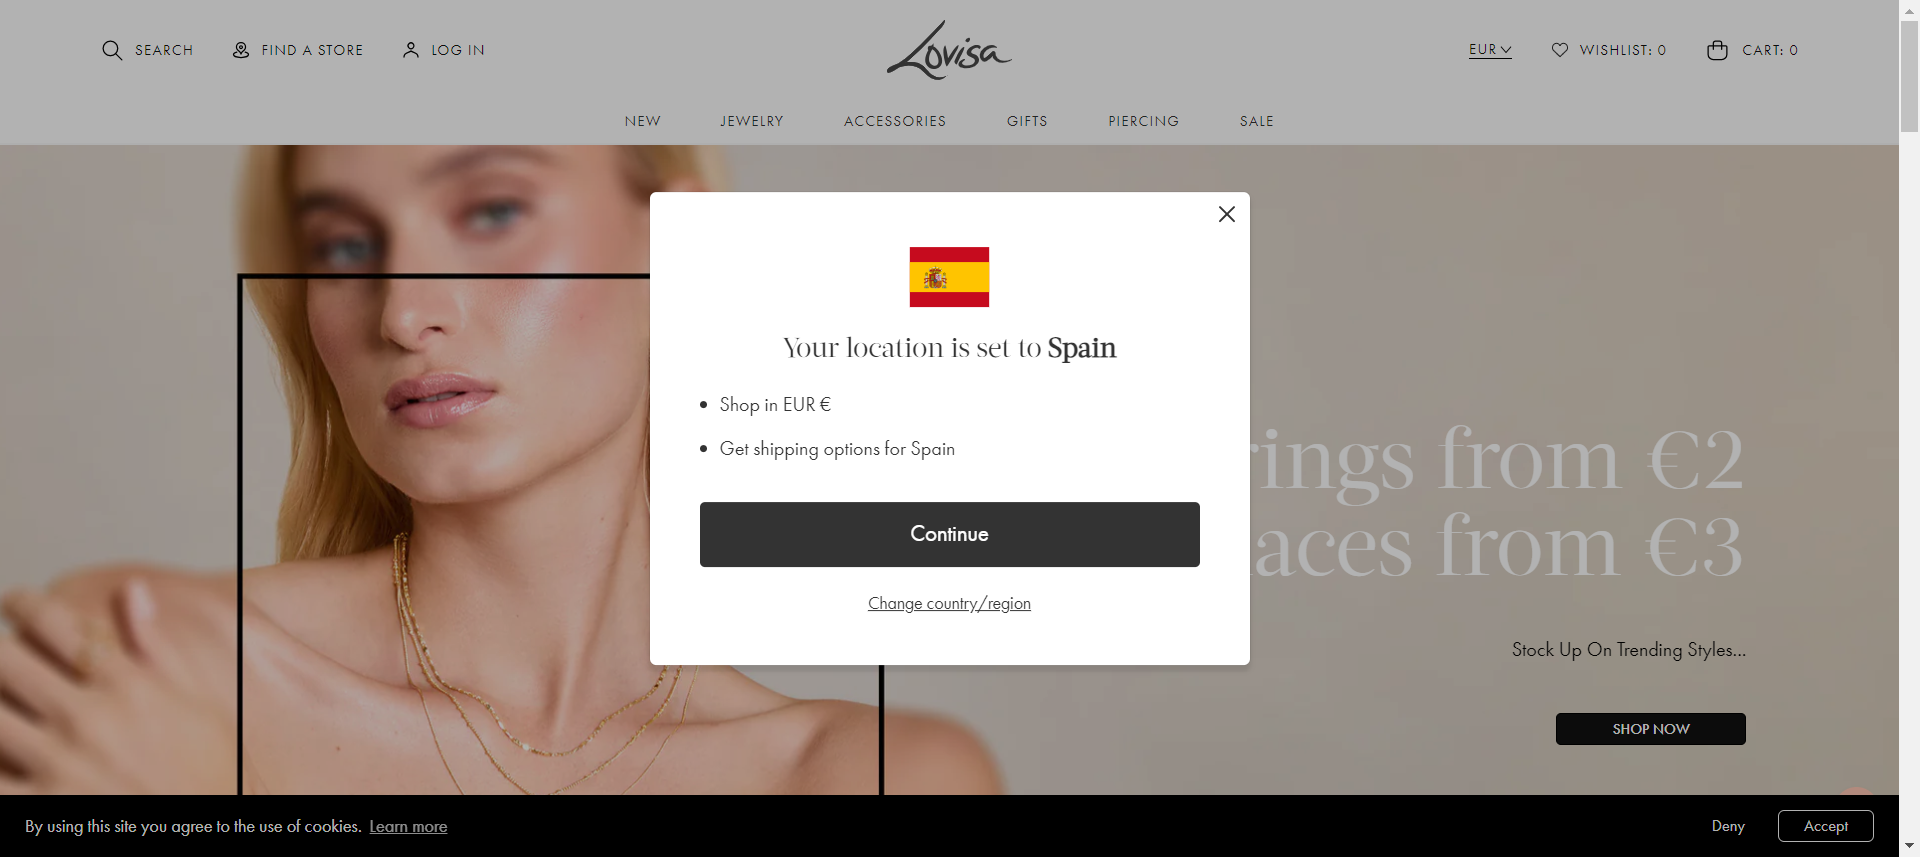 SEARCH
FIND A STORE
LOG IN
Lovisa
EUR
WISHLIST: 0
CART: 0
NEW
JEWELRY
ACCESSORIES
GIFTS
PIERCING
SALE
Your location is set to Spain
Shop in EUR €
Get shipping options for Spain
Continue
Change country/region
from €2
from €3
Stock Up On Trending Styles...
SHOP NOW
By using this site you agree to the use of cookies. Learn more
Deny
Accept